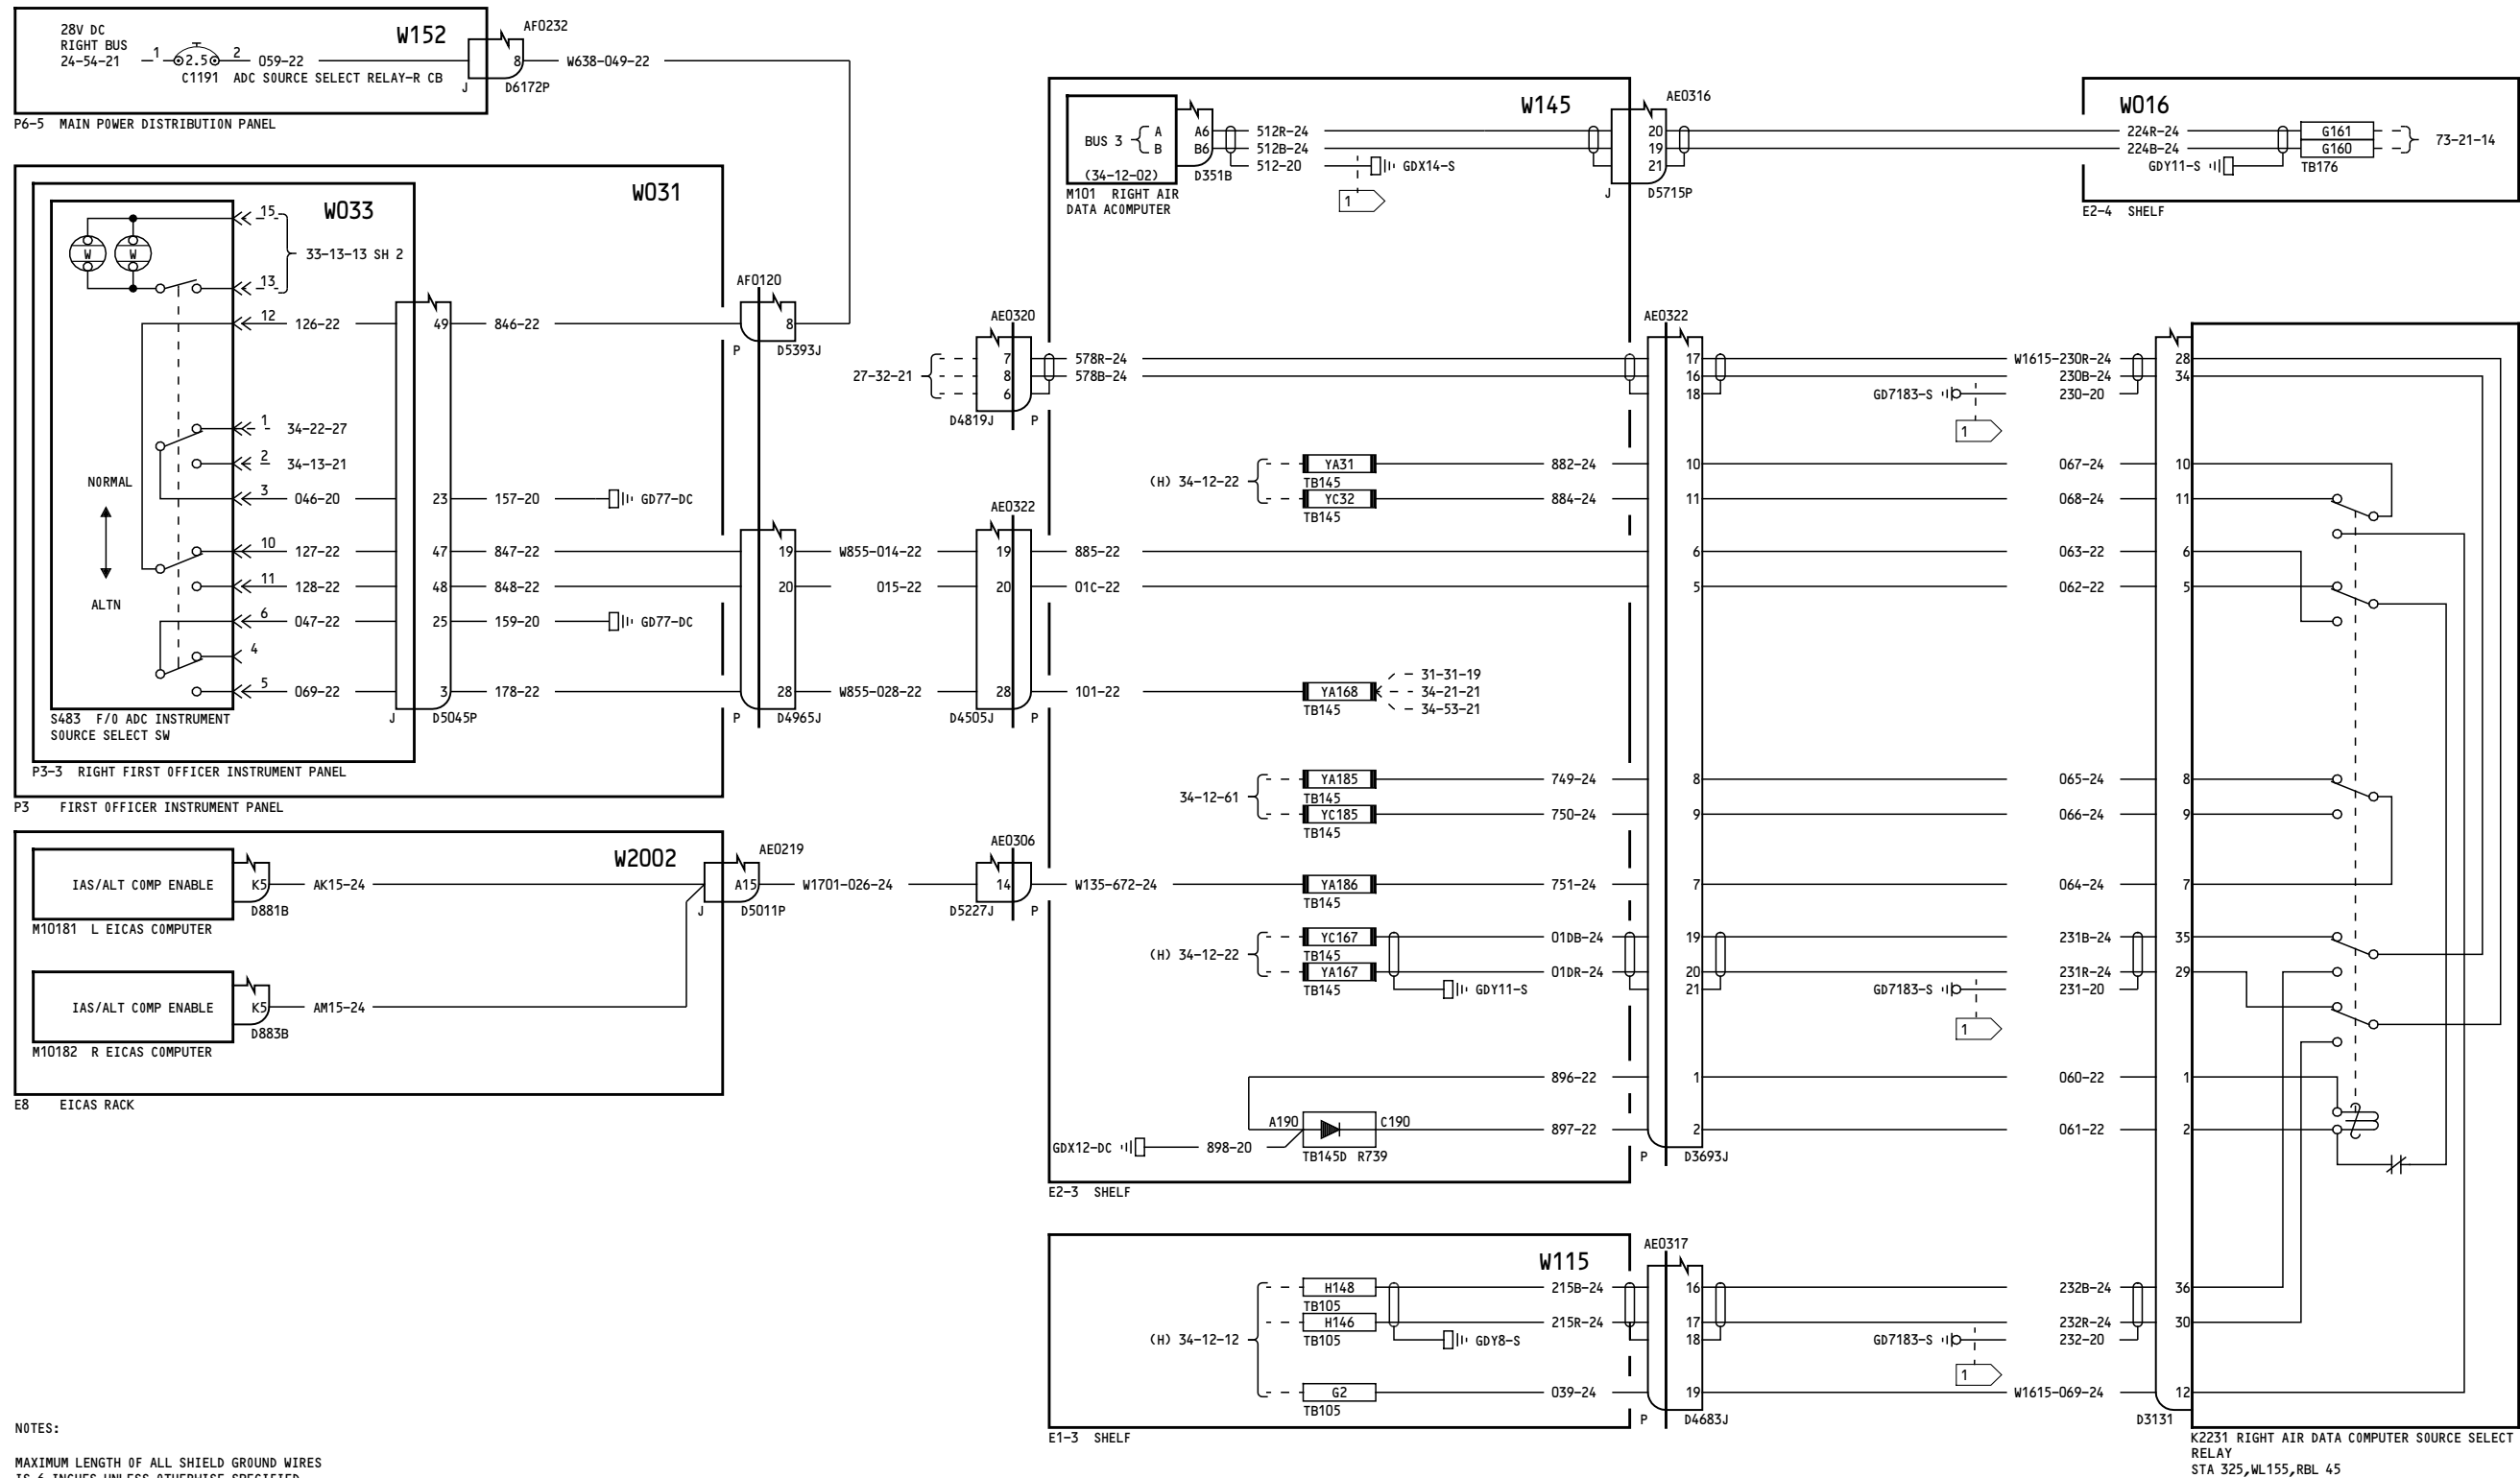 28V DC
RIGHT BUS
24-54-21
1
2.5
2
059-22
C1191 ADC SOURCE SELECT RELAY-R CB
W152
AF0232
8
W638-049-22
J
D6172P
P6-5 MAIN POWER DISTRIBUTION PANEL
W145
AE0316
W016
BUS 3
A
B
A6
B6
512R-24
512B-24
512-20
GDX14-S
(34-12-02)
D351B
M101 RIGHT AIR
DATA ACOMPUTER
1
20
19
21
J
D5715P
224R-24
224B-24
GDY11-S
G161
G160
TB176
73-21-14
E2-4 SHELF
W031
W033
15
W
W
33-13-13 SH 2
13
12
126-22
49
846-22
AF0120
8
P
D5393J
1
34-22-27
2
34-13-21
NORMAL
3
046-20
23
157-20
GD77-DC
10
127-22
47
847-22
19
W855-014-22
11
128-22
48
848-22
20
015-22
ALTN
6
047-22
25
159-20
GD77-DC
4
5
069-22
3
178-22
28
W855-028-22
S483 F/O ADC INSTRUMENT
SOURCE SELECT SW
J
D5045P
P
D4965J
P3-3 RIGHT FIRST OFFICER INSTRUMENT PANEL
P3 FIRST OFFICER INSTRUMENT PANEL
AE0320
27-32-21
7
8
6
578R-24
578B-24
D4819J
P
AE0322
19
885-22
20
01C-22
28
101-22
D4505J
P
YA168
TB145
31-31-19
34-21-21
34-53-21
(H) 34-12-22
YA31
TB145
YC32
TB145
882-24
884-24
34-12-61
YA185
TB145
YC185
TB145
749-24
750-24
AE0322
17
16
18
10
11
6
5
8
9
7
19
20
21
1
2
P
D3693J
W1615-230R-24
230B-24
GD7183-S
230-20
1
067-24
068-24
063-22
062-22
065-24
066-24
064-24
231B-24
231R-24
GD7183-S
231-20
1
060-22
061-22
28
34
10
11
6
5
8
9
7
35
29
1
2
36
30
12
W2002
IAS/ALT COMP ENABLE
K5
AK15-24
D881B
M10181 L EICAS COMPUTER
IAS/ALT COMP ENABLE
K5
AM15-24
D883B
M10182 R EICAS COMPUTER
AE0219
A15
W1701-026-24
J
D5011P
E8 EICAS RACK
AE0306
14
W135-672-24
D5227J
P
YA186
TB145
751-24
(H) 34-12-22
YC167
TB145
YA167
TB145
01DB-24
01DR-24
GDY11-S
896-22
A190
C190
897-22
GDX12-DC
898-20
TB145D R739
E2-3 SHELF
W115
AE0317
(H) 34-12-12
H148
TB105
H146
TB105
GDY8-S
G2
TB105
215B-24
215R-24
039-24
16
17
18
19
P
D4683J
E1-3 SHELF
232B-24
232R-24
GD7183-S
232-20
1
W1615-069-24
D3131
K2231 RIGHT AIR DATA COMPUTER SOURCE SELECT
RELAY
STA 325,WL155,RBL 45
NOTES:
MAXIMUM LENGTH OF ALL SHIELD GROUND WIRES
IS 6 INCHES UNLESS OTHERWISE SPECIFIED